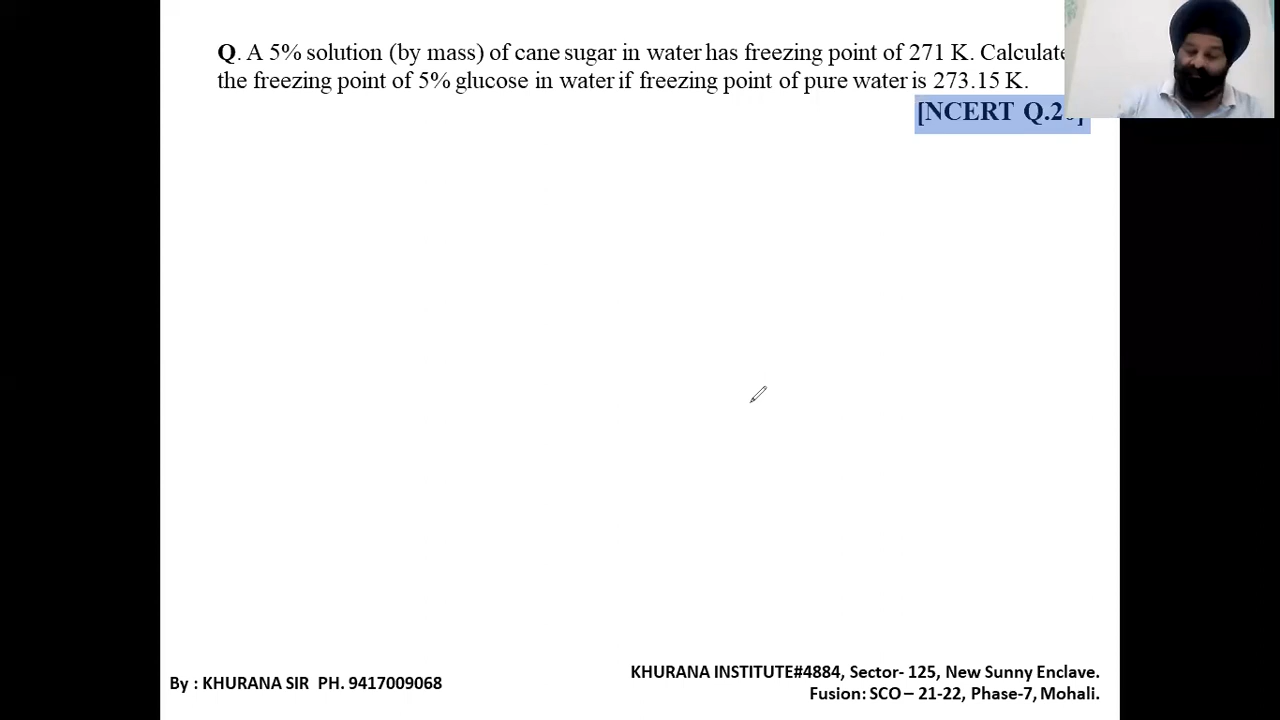 Q. A 5% solution (by mass) of cane sugar in water has freezing point of 271 K. Calculate
the freezing point of 5% glucose in water if freezing point of pure water is 273.15 K.
[NCERT Q.2
By : KHURANA SIR PH. 9417009068
KHURANA INSTITUTE#4884, Sector- 125, New Sunny Enclave.
Fusion: SCO – 21-22, Phase-7, Mohali.